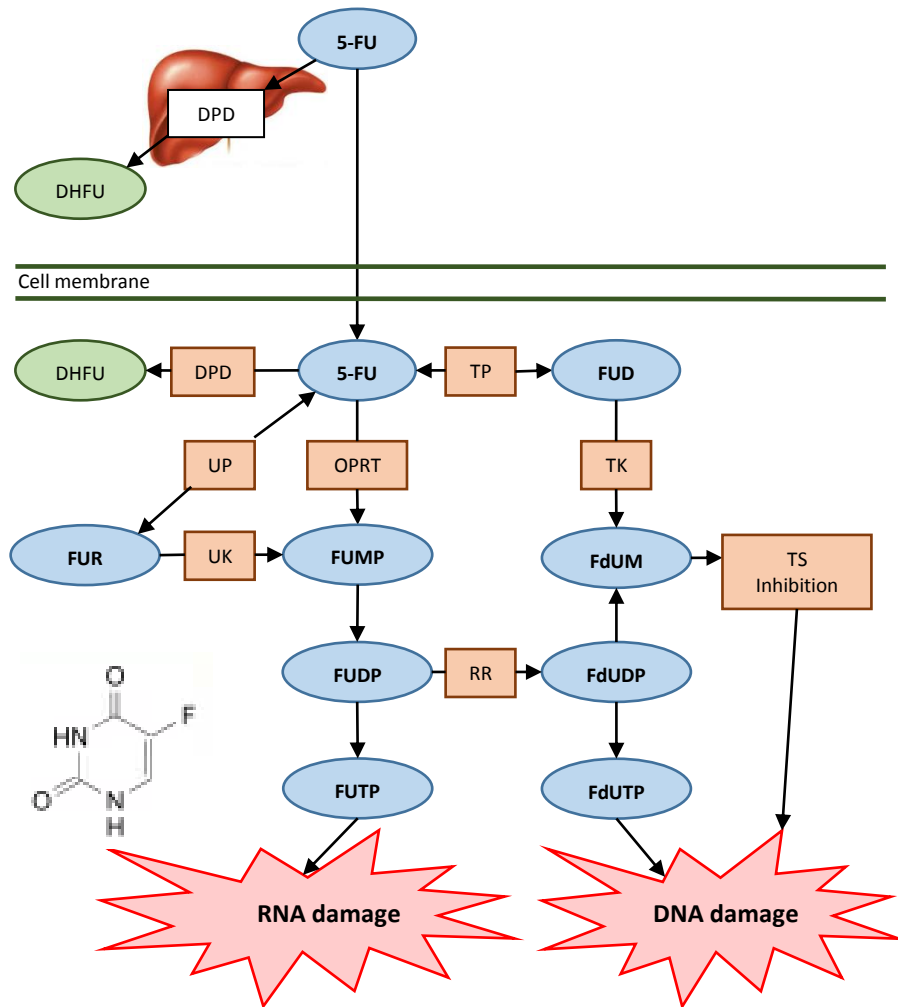 5-FU
DPD
DHFU
Cell membrane
DHFU
DPD
5-FU
TP
FUD
UP
OPRT
TK
FUR
UK
FUMP
FdUM
TS
Inhibition
FUDP
RR
FdUDP
O
F
HN
O
N
H
FUTP
FdUTP
RNA damage
DNA damage